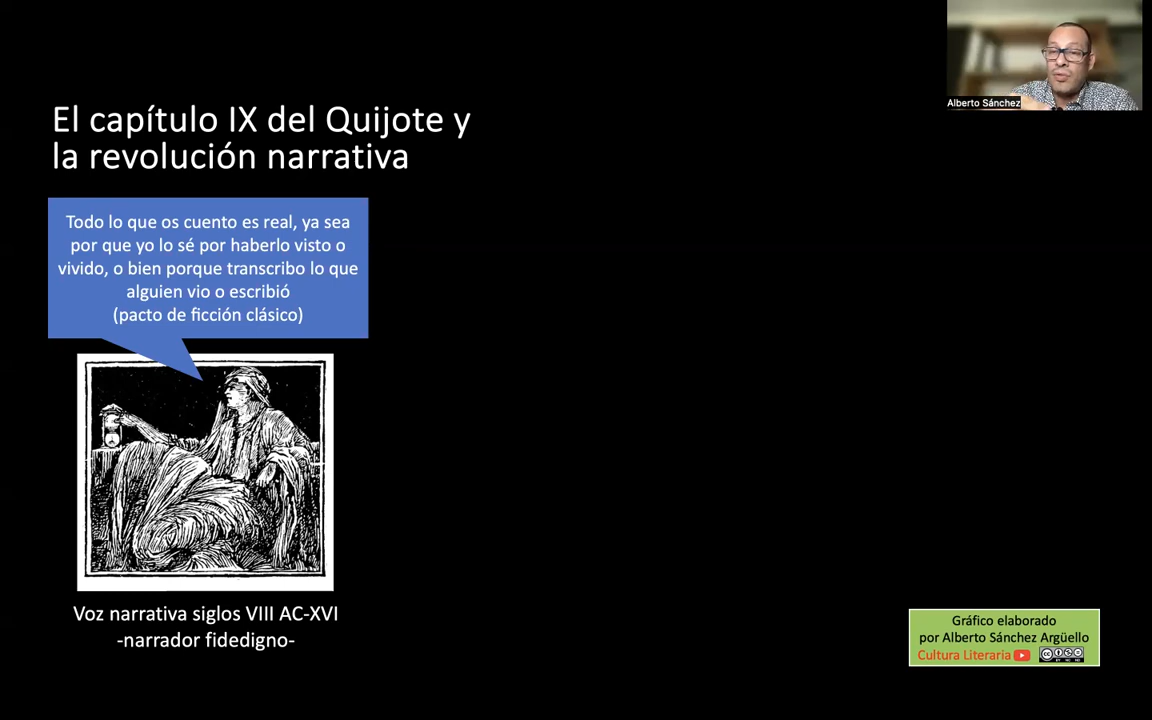 Alberto Sánchez
El capítulo IX del Quijote y
la revolución narrativa
Todo lo que os cuento es real, ya sea
por que yo lo sé por haberlo visto o
vivido, o bien porque transcribo lo que
alguien vio o escribió
(pacto de ficción clásico)
Voz narrativa siglos VIII AC-XVI
-narrador fidedigno-
Gráfico elaborado
por Alberto Sánchez Argüello
Cultura Literaria